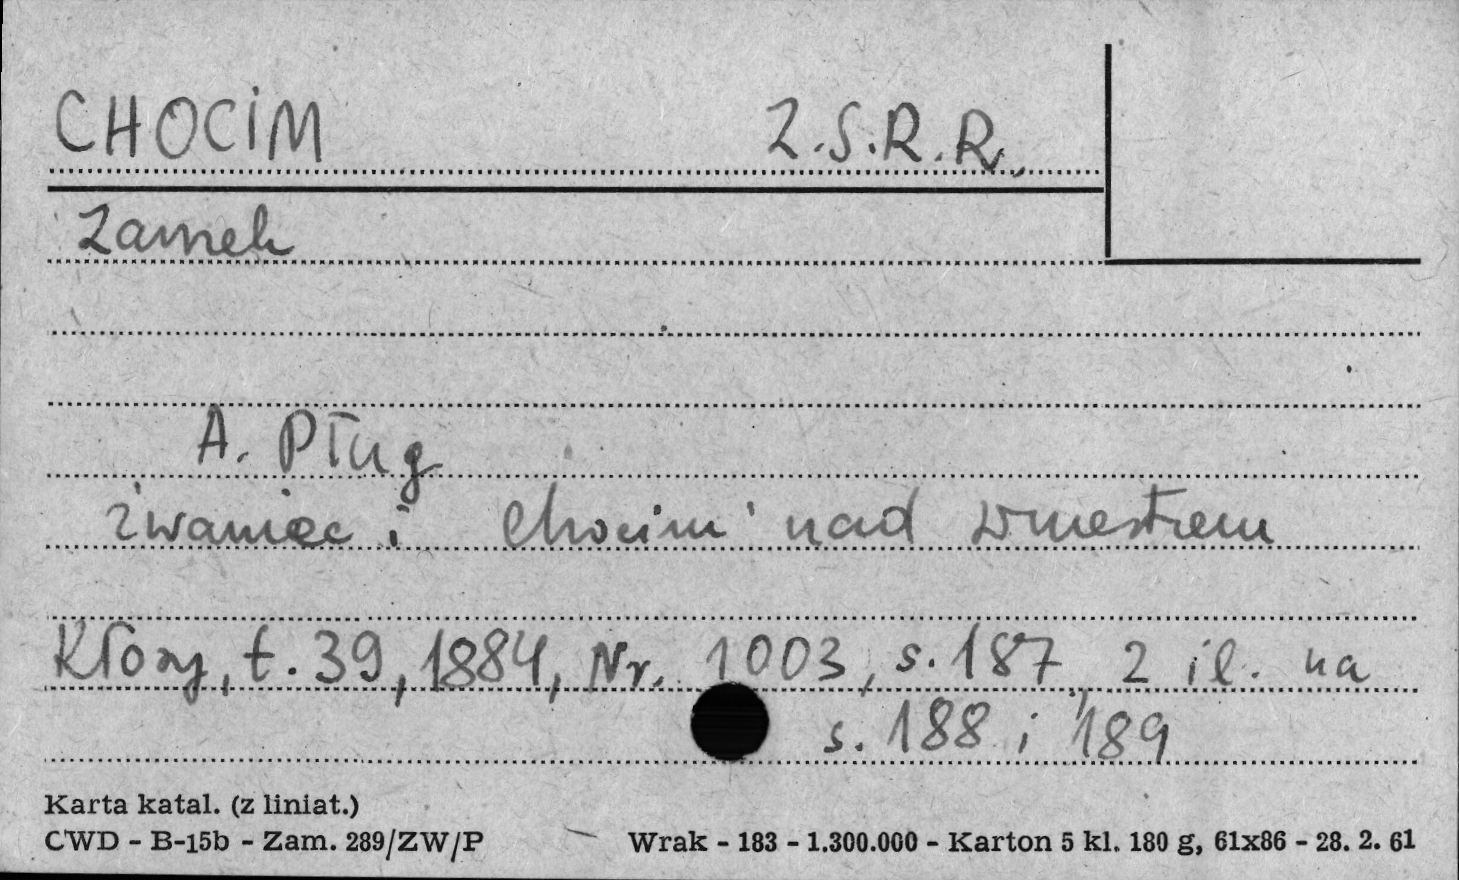 CHOCIM Z.S.R.R.
Zamek
A. Pług
Żwaniec i Chocim nad Dniestrem
Kłosy, t. 39, 1884, Nr. 1003, s. 187, 2 il. na
s. 188 i 189
Karta katal. (z liniat.)
CWD - B-15b - Zam. 289/ZW/P Wrak - 183 - 1.300.000 - Karton 5 kl. 180 g, 61x86 - 28. 2. 61